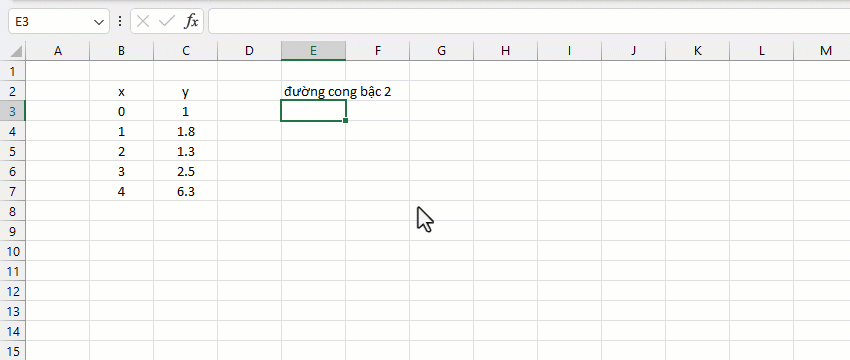 E3 fx
A B C D E F G H I J K L M
1
2 x y đường cong bậc 2
3 0 1
4 1 1.8
5 2 1.3
6 3 2.5
7 4 6.3
8
9
10
11
12
13
14
15